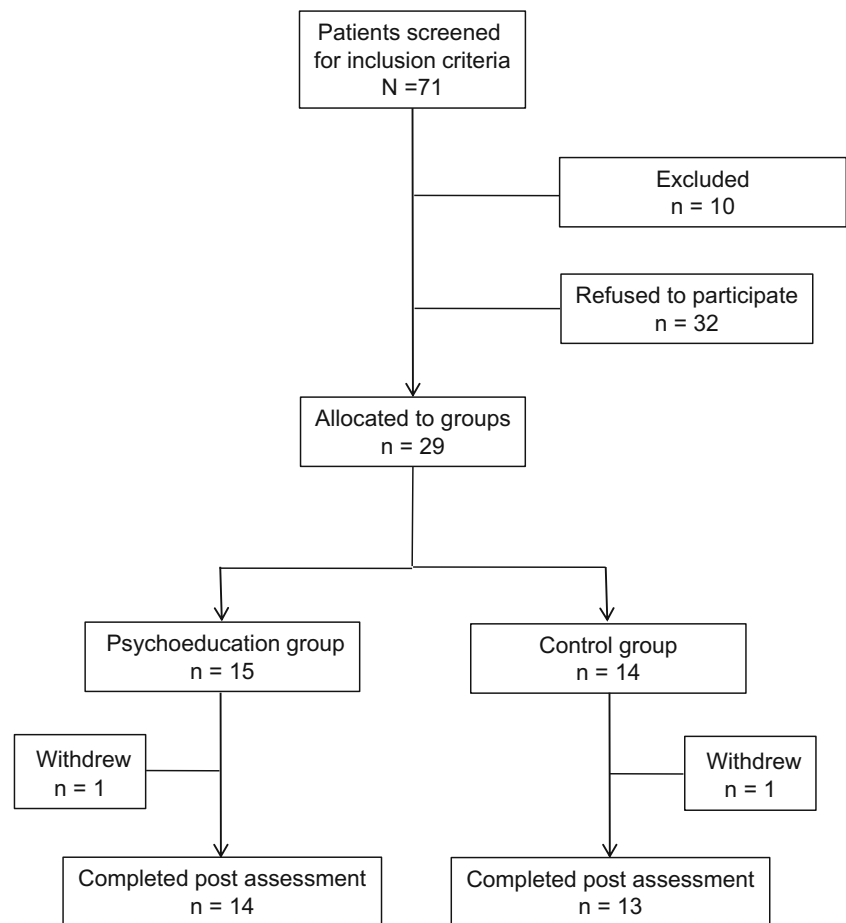 Patients screened
for inclusion criteria
N =71
Excluded
n = 10
Refused to participate
n = 32
Allocated to groups
n = 29
Psychoeducation group
n = 15
Control group
n = 14
Withdrew
n = 1
Withdrew
n = 1
Completed post assessment
n = 14
Completed post assessment
n = 13